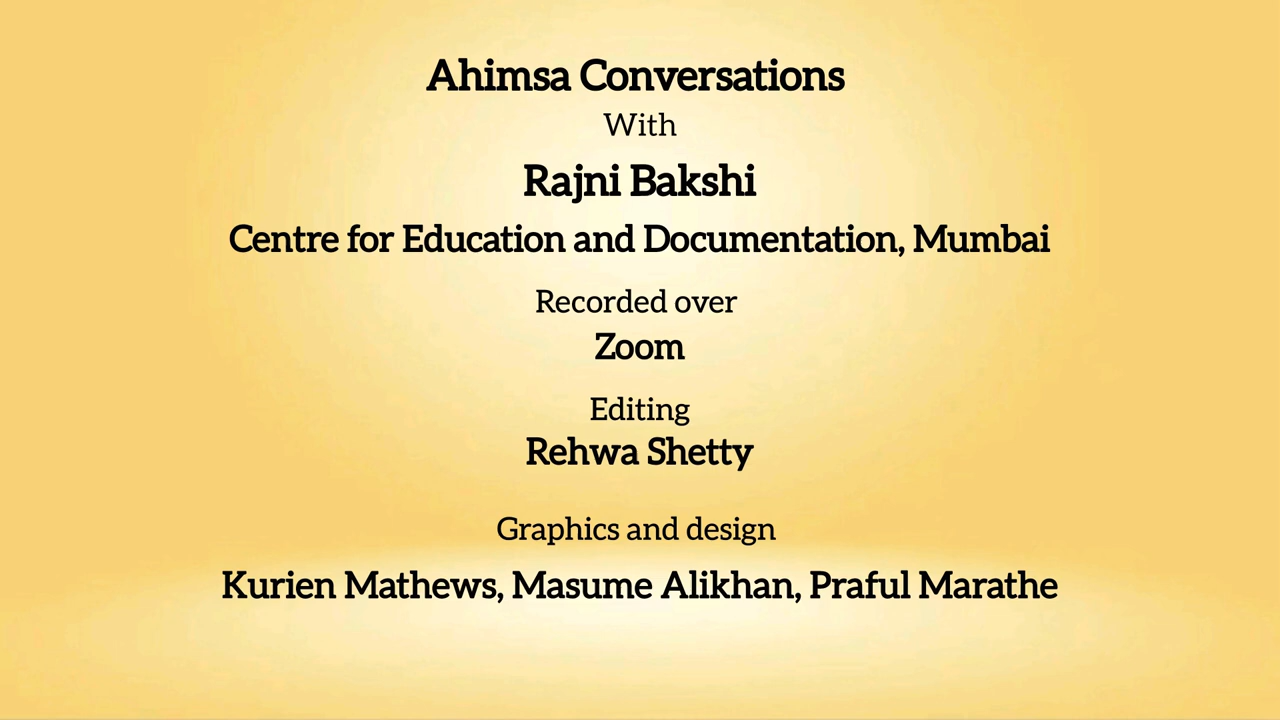 Ahimsa Conversations
With
Rajni Bakshi
Centre for Education and Documentation, Mumbai
Recorded over
Zoom
Editing
Rehwa Shetty
Graphics and design
Kurien Mathews, Masume Alikhan, Praful Marathe